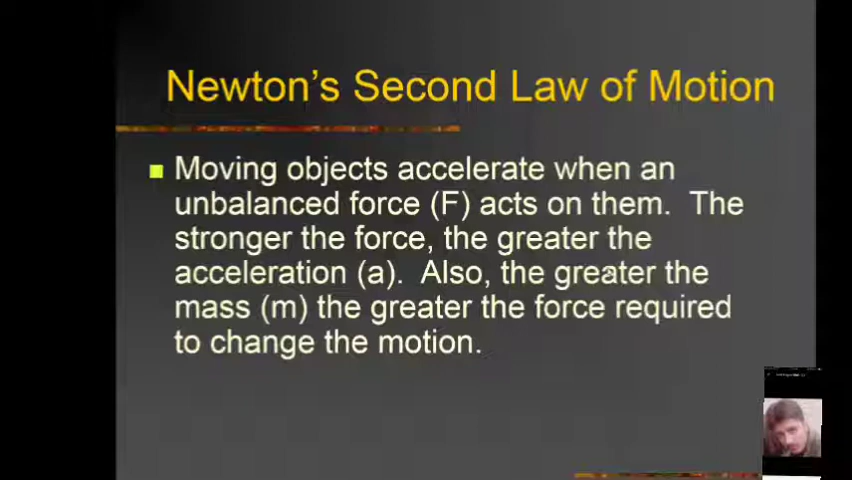 Newton's Second Law of Motion
Moving objects accelerate when an
unbalanced force (F) acts on them. The
stronger the force, the greater the
acceleration (a). Also, the greater the
mass (m) the greater the force required
to change the motion.